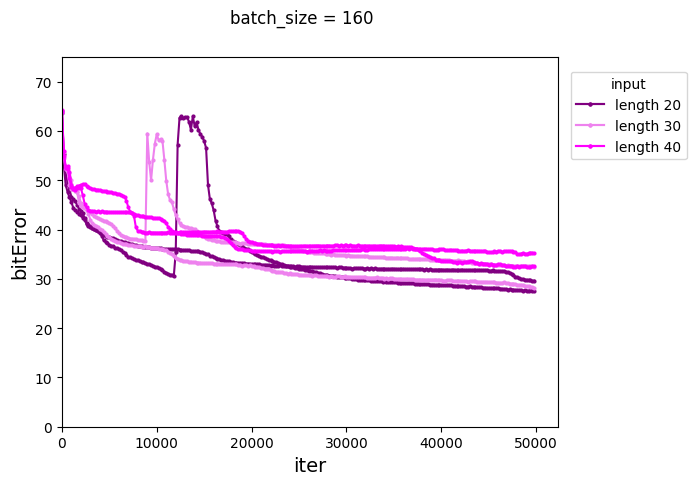 batch_size = 160
bitError
70
60
50
40
30
20
10
0
0 10000 20000 30000 40000 50000
iter
input
length 20
length 30
length 40